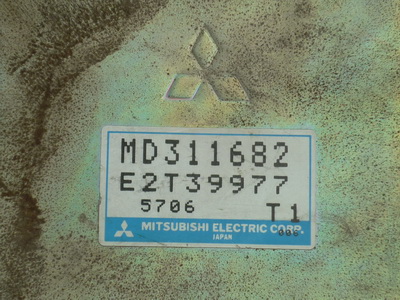 MD311682
E2T39977
5706 T1
MITSUBISHI ELECTRIC CORP.
JAPAN